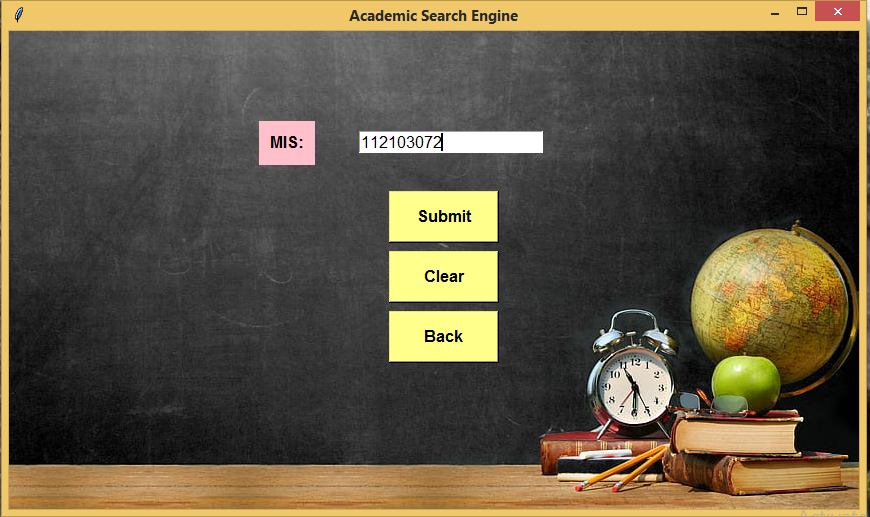 Academic Search Engine
MIS:
112103072
Submit
Clear
Back